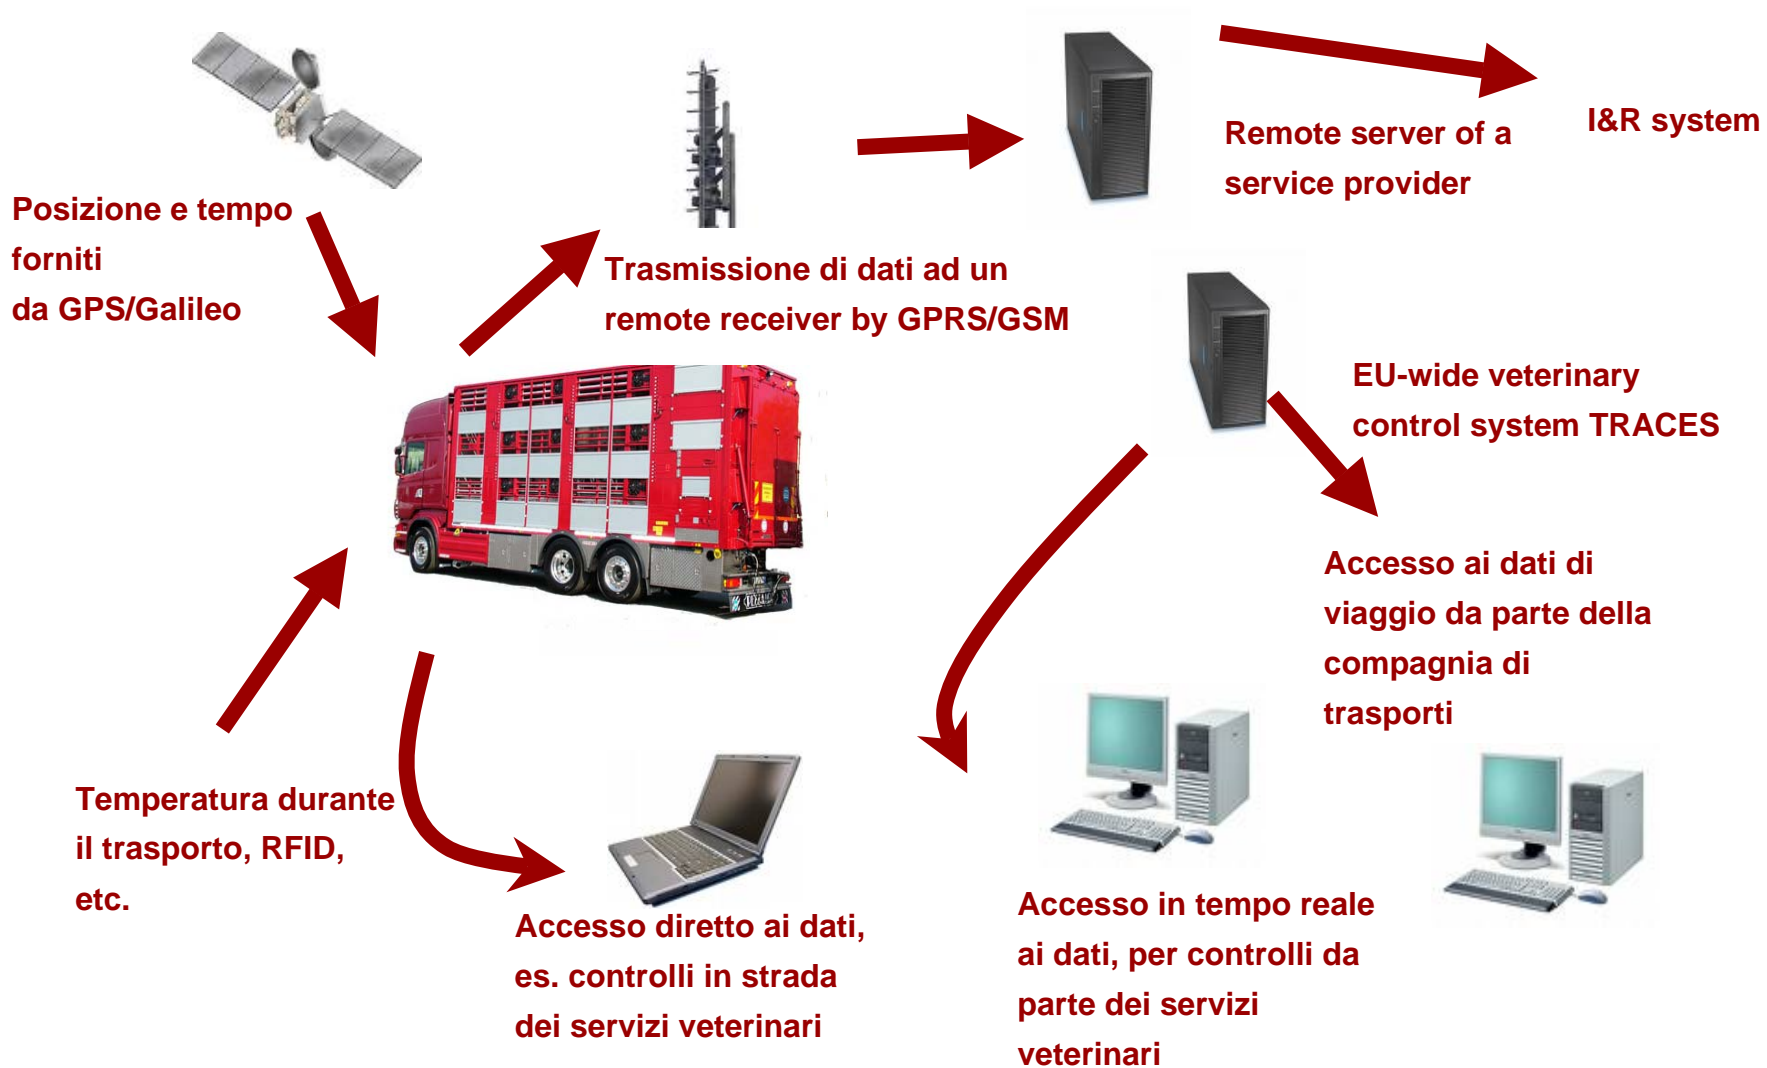 Posizione e tempo
forniti
da GPS/Galileo
Trasmissione di dati ad un
remote receiver by GPRS/GSM
Remote server of a
service provider
I&R system
EU-wide veterinary
control system TRACES
Accesso ai dati di
viaggio da parte della
compagnia di
trasporti
Temperatura durante
il trasporto, RFID,
etc.
Accesso diretto ai dati,
es. controlli in strada
dei servizi veterinari
Accesso in tempo reale
ai dati, per controlli da
parte dei servizi
veterinari